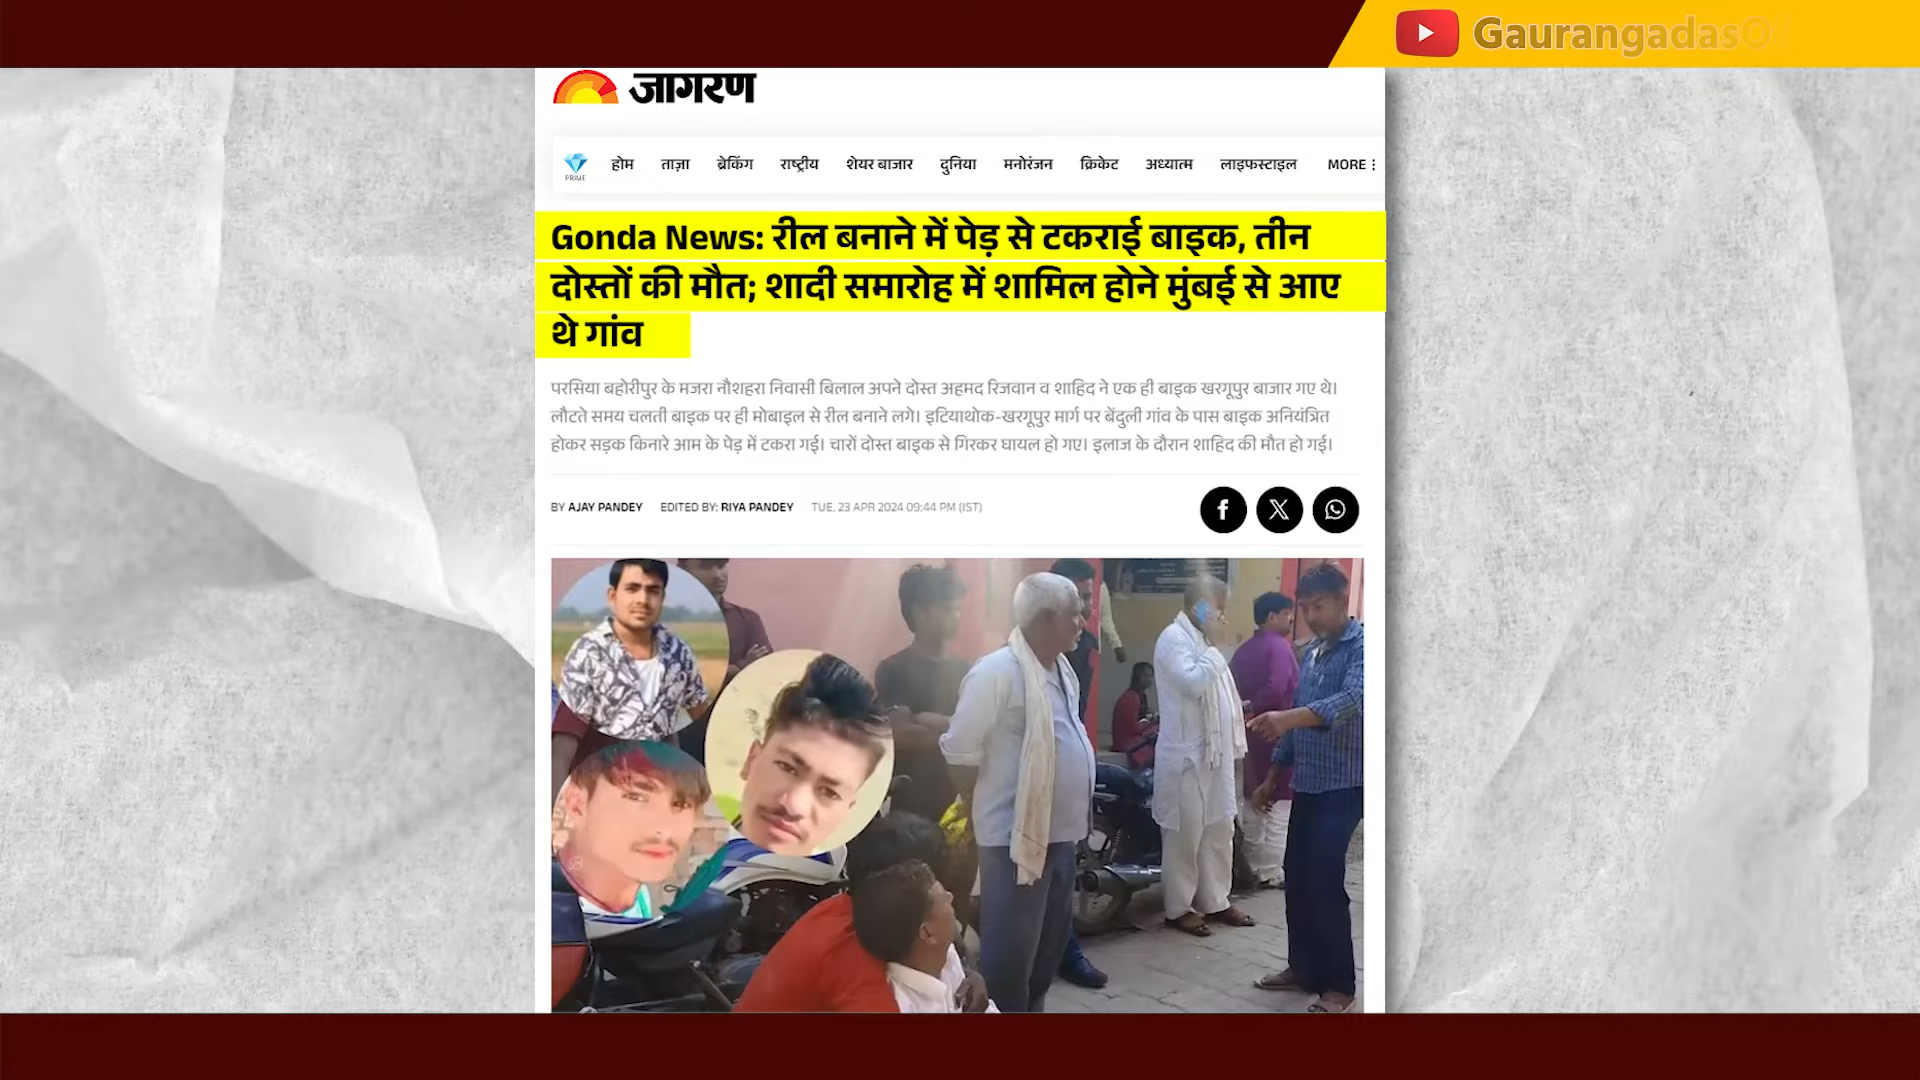 GaurangadasO
जागरण
PRIME
होम ताज़ा ब्रेकिंग राष्ट्रीय शेयर बाजार दुनिया मनोरंजन क्रिकेट अध्यात्म लाइफस्टाइल MORE
Gonda News: रील बनाने में पेड़ से टकराई बाइक, तीन
दोस्तों की मौत; शादी समारोह में शामिल होने मुंबई से आए
थे गांव
परसिया बहोरीपुर के मजरा नौशहरा निवासी बिलाल अपने दोस्त अहमद रिजवान व शाहिद ने एक ही बाइक खरगूपुर बाजार गए थे।
लौटते समय चलती बाइक पर ही मोबाइल से रील बनाने लगे। इटियाथोक-खरगूपुर मार्ग पर बेंदुली गांव के पास बाइक अनियंत्रित
होकर सड़क किनारे आम के पेड़ में टकरा गई। चारों दोस्त बाइक से गिरकर घायल हो गए। इलाज के दौरान शाहिद की मौत हो गई।
BY AJAY PANDEY EDITED BY: RIYA PANDEY TUE, 23 APR 2024 09:44 PM (IST)